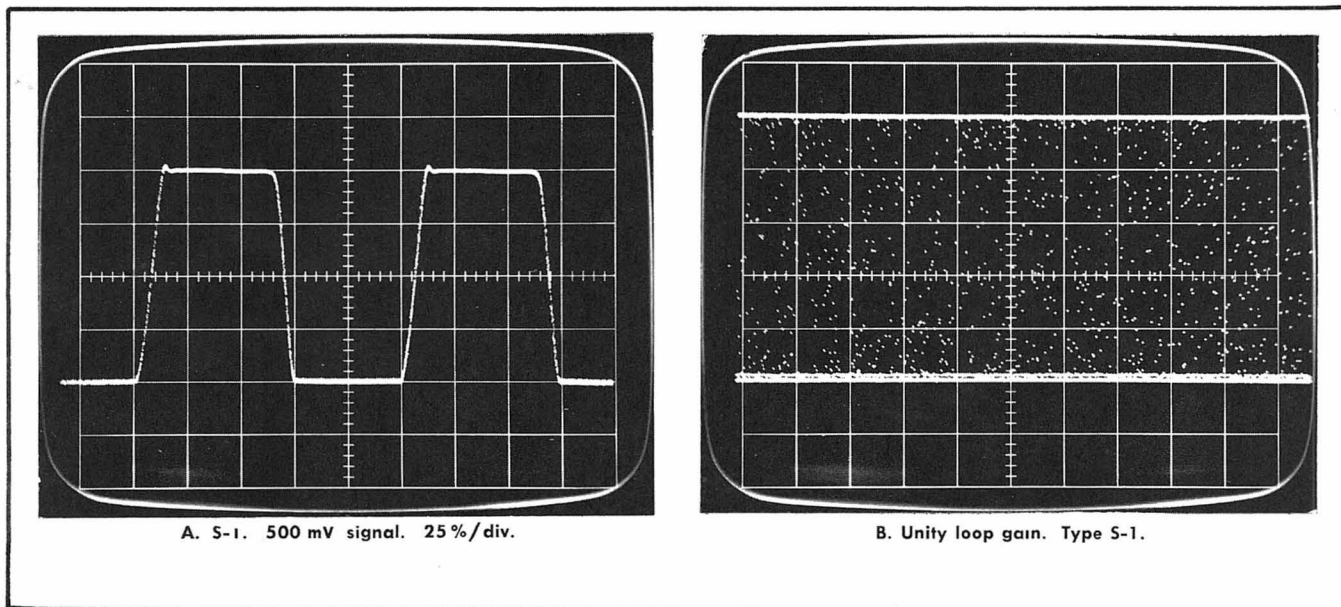 A. S-1. 500 mV signal. 25%/div.
B. Unity loop gain. Type S-1.